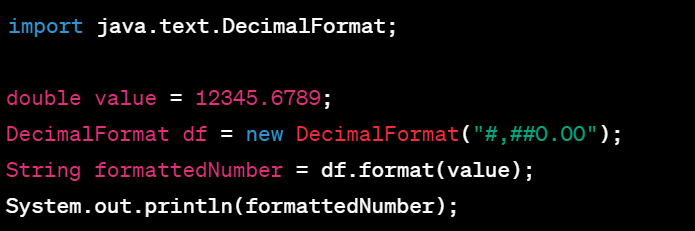 import java.text.DecimalFormat;
double value = 12345.6789;
DecimalFormat df = new DecimalFormat("#,##0.00");
String formattedNumber = df.format(value);
System.out.println(formattedNumber);